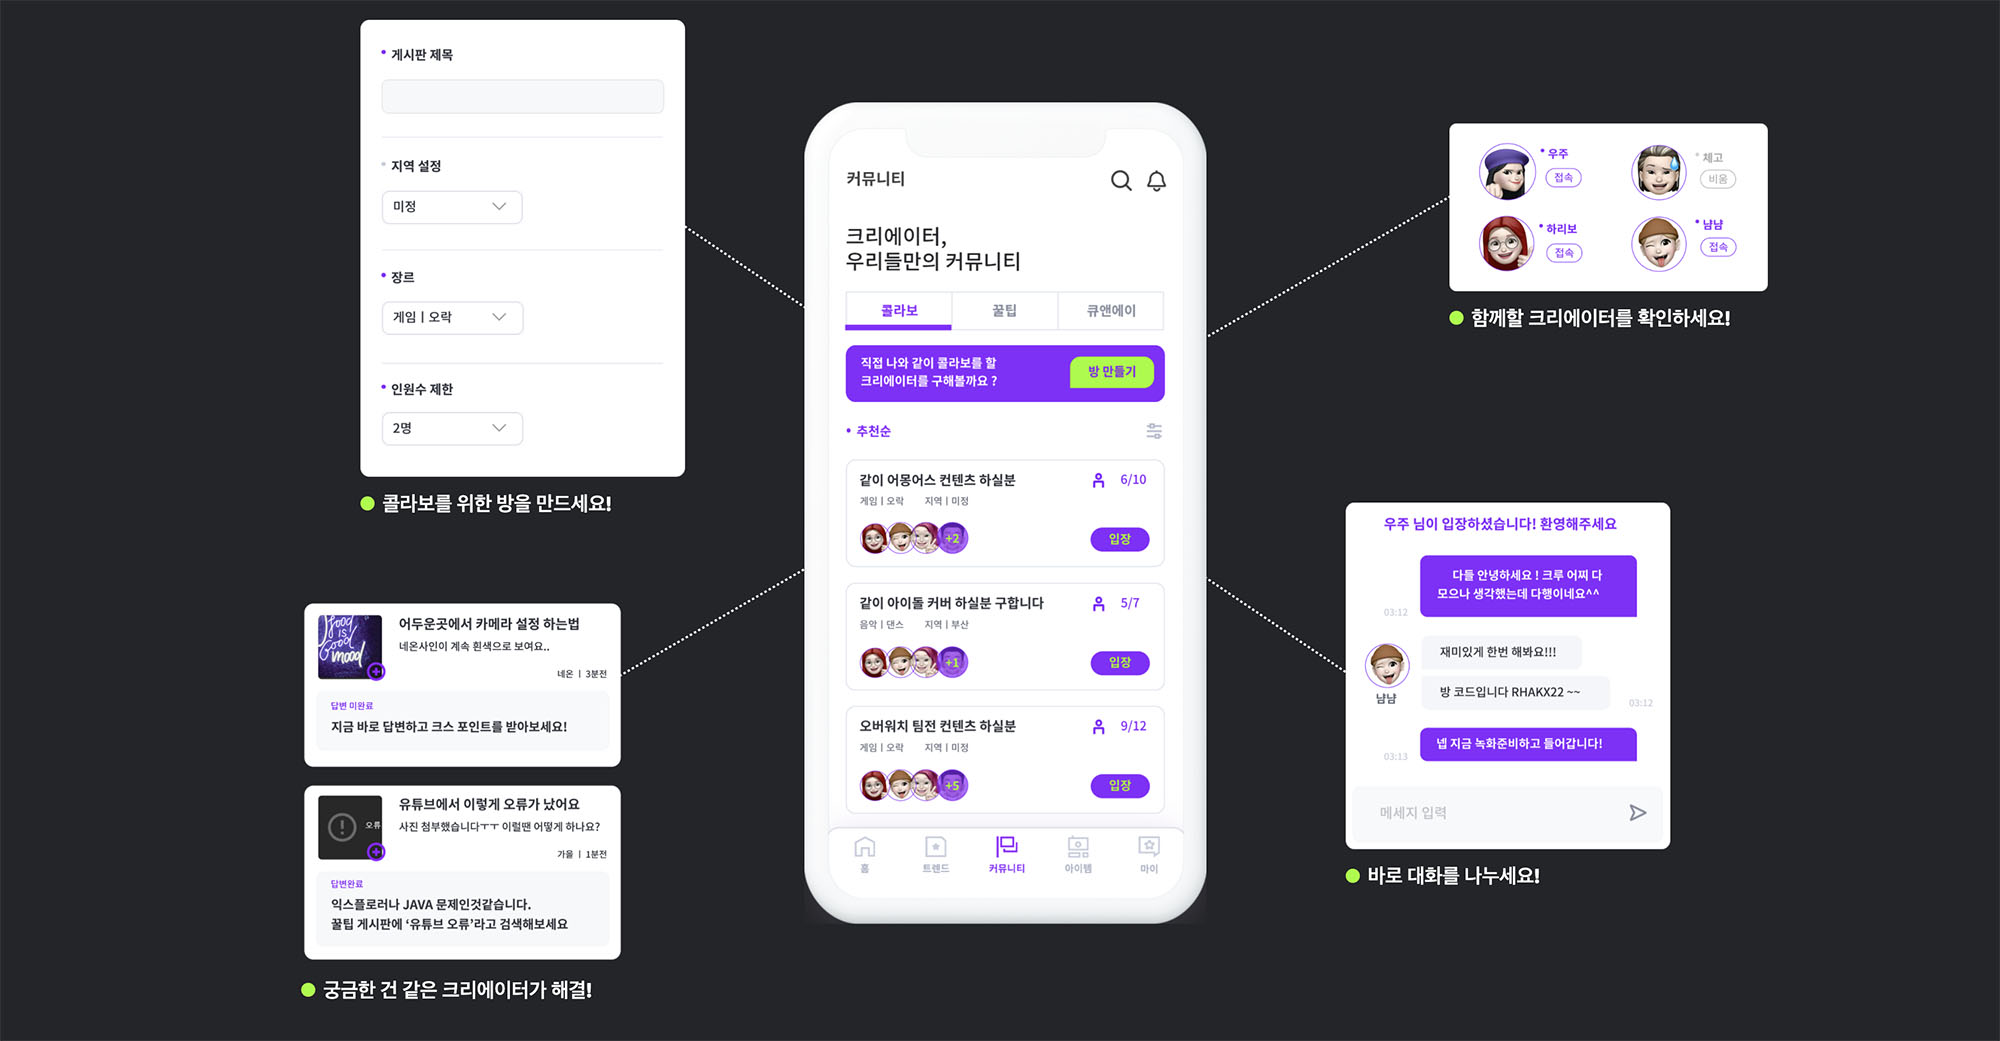 게시판 제목
지역 설정
미정
장르
게임ㅣ오락
인원수 제한
2명
콜라보를 위한 방을 만드세요!
food
is
good
mood
어두운곳에서 카메라 설정 하는법
네온사인이 계속 흰색으로 보여요..
네온 ㅣ 3분전
답변 미완료
지금 바로 답변하고 크스 포인트를 받아보세요!
오류
유튜브에서 이렇게 오류가 났어요
사진 첨부했습니다ㅜㅜ 이럴땐 어떻게 하나요?
가을 ㅣ 1분전
답변완료
익스플로러나 JAVA 문제인것같습니다.
꿀팁 게시판에 ‘유튜브 오류’라고 검색해보세요
궁금한 건 같은 크리에이터가 해결!
커뮤니티
크리에이터,
우리들만의 커뮤니티
콜라보 꿀팁 큐앤에이
직접 나와 같이 콜라보를 할
크리에이터를 구해볼까요 ?
방 만들기
추천순
같이 어몽어스 컨텐츠 하실분 6/10
게임ㅣ오락 지역ㅣ미정
+2 입장
같이 아이돌 커버 하실분 구합니다 5/7
음악ㅣ댄스 지역ㅣ부산
+1 입장
오버워치 팀전 컨텐츠 하실분 9/12
게임ㅣ오락 지역ㅣ미정
+5 입장
홈 트렌드 커뮤니티 아이템 마이
우주
접속
체고
비움
하리보
접속
냠냠
접속
함께할 크리에이터를 확인하세요!
우주 님이 입장하셨습니다! 환영해주세요
다들 안녕하세요 ! 크루 어찌 다
모으나 생각했는데 다행이네요^^
03:12
재미있게 한번 해봐요!!!
방 코드입니다 RHAKX22 ~~
냠냠
03:12
넵 지금 녹화준비하고 들어갑니다!
03:13
메세지 입력
바로 대화를 나누세요!